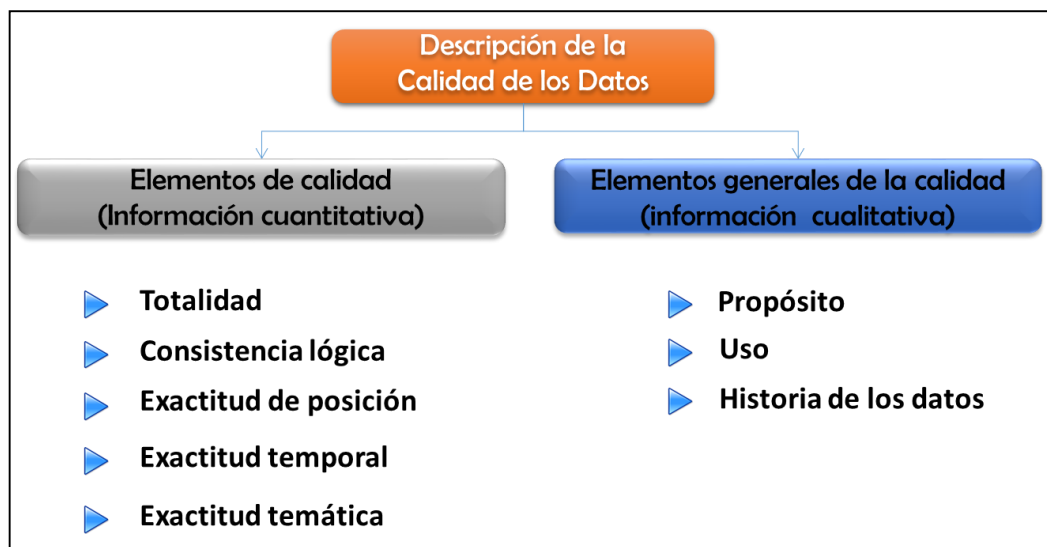 Descripción de la
Calidad de los Datos
Elementos de calidad
(Información cuantitativa)
Totalidad
Consistencia lógica
Exactitud de posición
Exactitud temporal
Exactitud temática
Elementos generales de la calidad
(información cualitativa)
Propósito
Uso
Historia de los datos